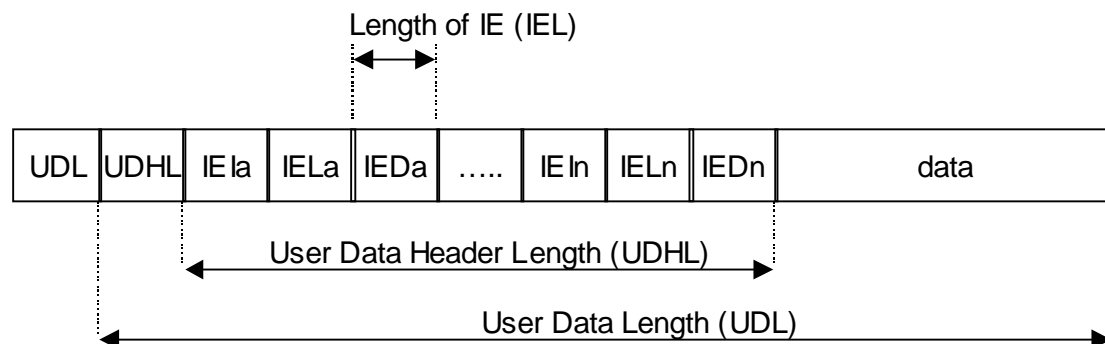 Length of IE (IEL)
UDL UDHL IEIa IELa IEDa ..... IEIn IELn IEDn data
User Data Header Length (UDHL)
User Data Length (UDL)